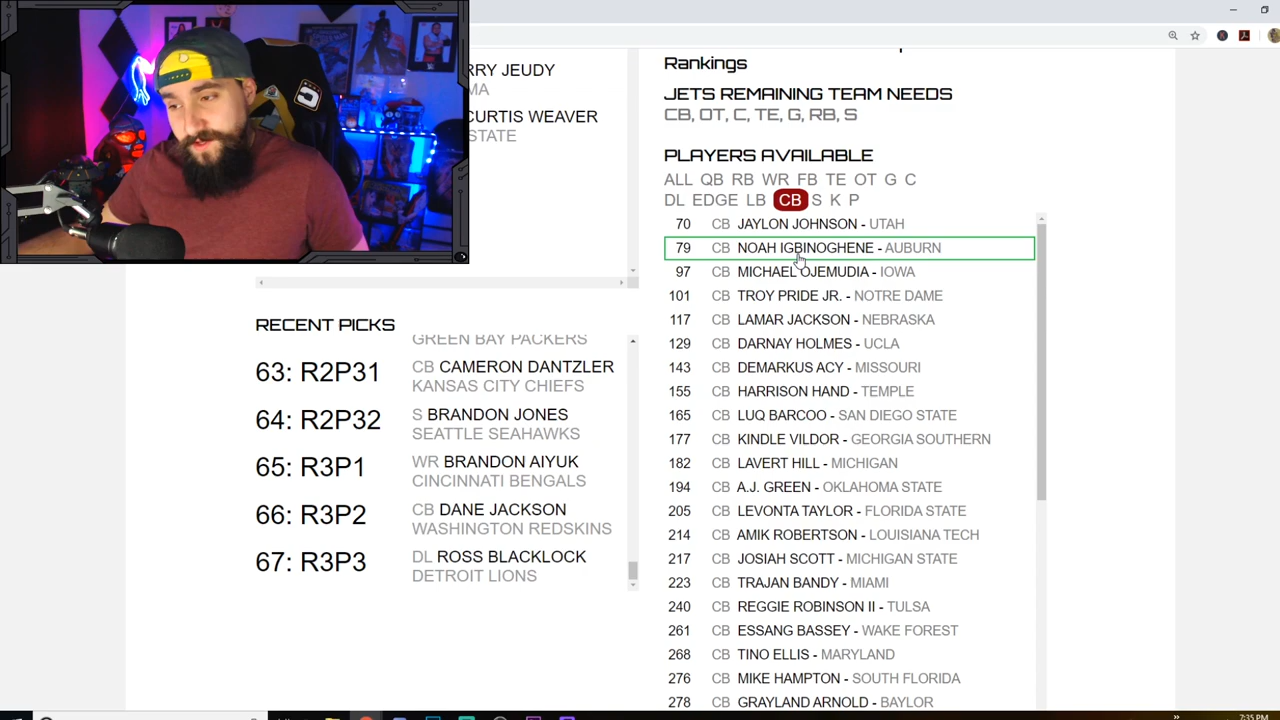 RRY JEUDY
MA
CURTIS WEAVER
STATE
RECENT PICKS
GREEN BAY PACKERS
63: R2P31
CB CAMERON DANTZLER
KANSAS CITY CHIEFS
64: R2P32
S BRANDON JONES
SEATTLE SEAHAWKS
65: R3P1
WR BRANDON AIYUK
CINCINNATI BENGALS
66: R3P2
CB DANE JACKSON
WASHINGTON REDSKINS
67: R3P3
DL ROSS BLACKLOCK
DETROIT LIONS
Rankings
JETS REMAINING TEAM NEEDS
CB, OT, C, TE, G, RB, S
PLAYERS AVAILABLE
ALL QB RB WR FB TE OT G C
DL EDGE LB CB S K P
70 CB JAYLON JOHNSON - UTAH
79 CB NOAH IGBINOGHENE - AUBURN
97 CB MICHAEL OJEMUDIA - IOWA
101 CB TROY PRIDE JR. - NOTRE DAME
117 CB LAMAR JACKSON - NEBRASKA
129 CB DARNAY HOLMES - UCLA
143 CB DEMARKUS ACY - MISSOURI
155 CB HARRISON HAND - TEMPLE
165 CB LUQ BARCOO - SAN DIEGO STATE
177 CB KINDLE VILDOR - GEORGIA SOUTHERN
182 CB LAVERT HILL - MICHIGAN
194 CB A.J. GREEN - OKLAHOMA STATE
205 CB LEVONTA TAYLOR - FLORIDA STATE
214 CB AMIK ROBERTSON - LOUISIANA TECH
217 CB JOSIAH SCOTT - MICHIGAN STATE
223 CB TRAJAN BANDY - MIAMI
240 CB REGGIE ROBINSON II - TULSA
261 CB ESSANG BASSEY - WAKE FOREST
268 CB TINO ELLIS - MARYLAND
276 CB MIKE HAMPTON - SOUTH FLORIDA
278 CB GRAYLAND ARNOLD - BAYLOR
7:35 PM